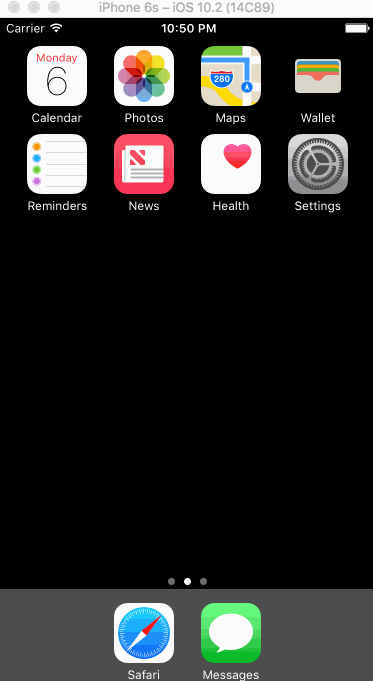 iPhone 6s – iOS 10.2 (14C89)
Carrier 10:50 PM
Monday
6
280
Calendar Photos Maps Wallet
Reminders News Health Settings
Safari Messages